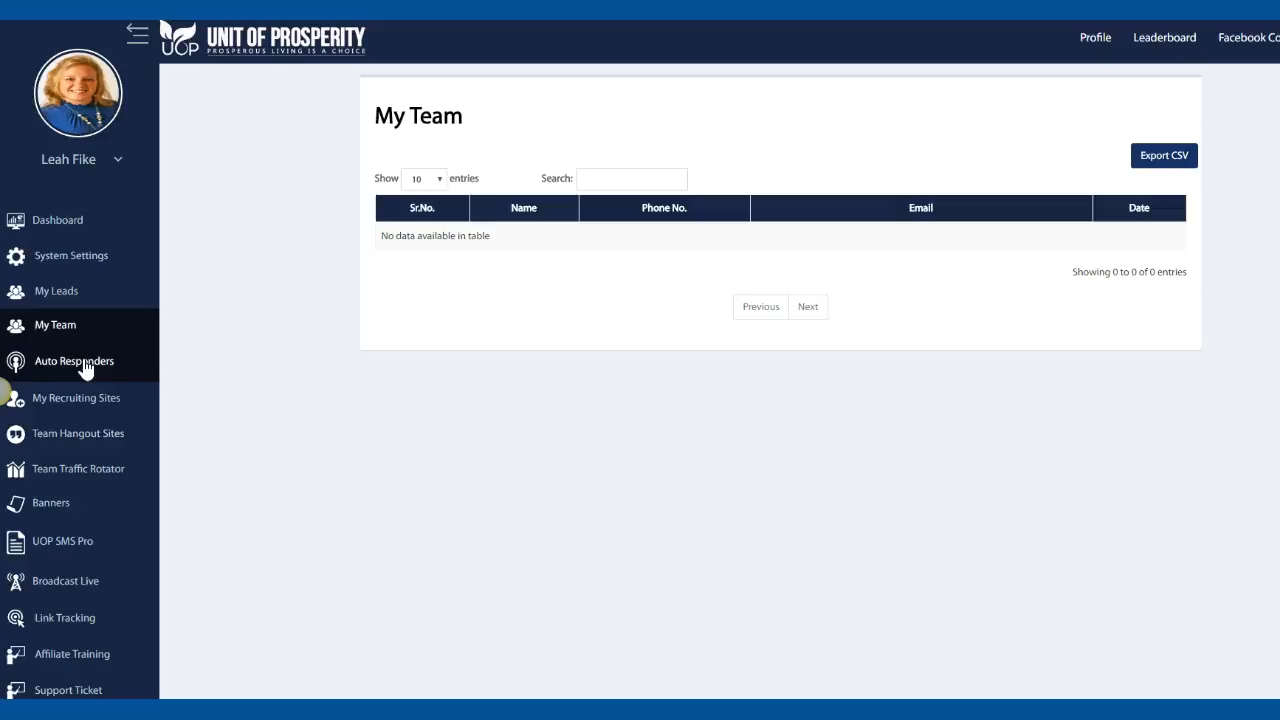 UOP
UNIT OF PROSPERITY
PROSPEROUS LIVING IS A CHOICE
Profile
Leaderboard
Facebook Co
Leah Fike
Dashboard
System Settings
My Leads
My Team
Auto Responders
My Recruiting Sites
Team Hangout Sites
Team Traffic Rotator
Banners
UOP SMS Pro
Broadcast Live
Link Tracking
Affiliate Training
Support Ticket
My Team
Export CSV
Show 10 entries
Search:
Sr.No. Name Phone No. Email Date
No data available in table
Showing 0 to 0 of 0 entries
Previous Next